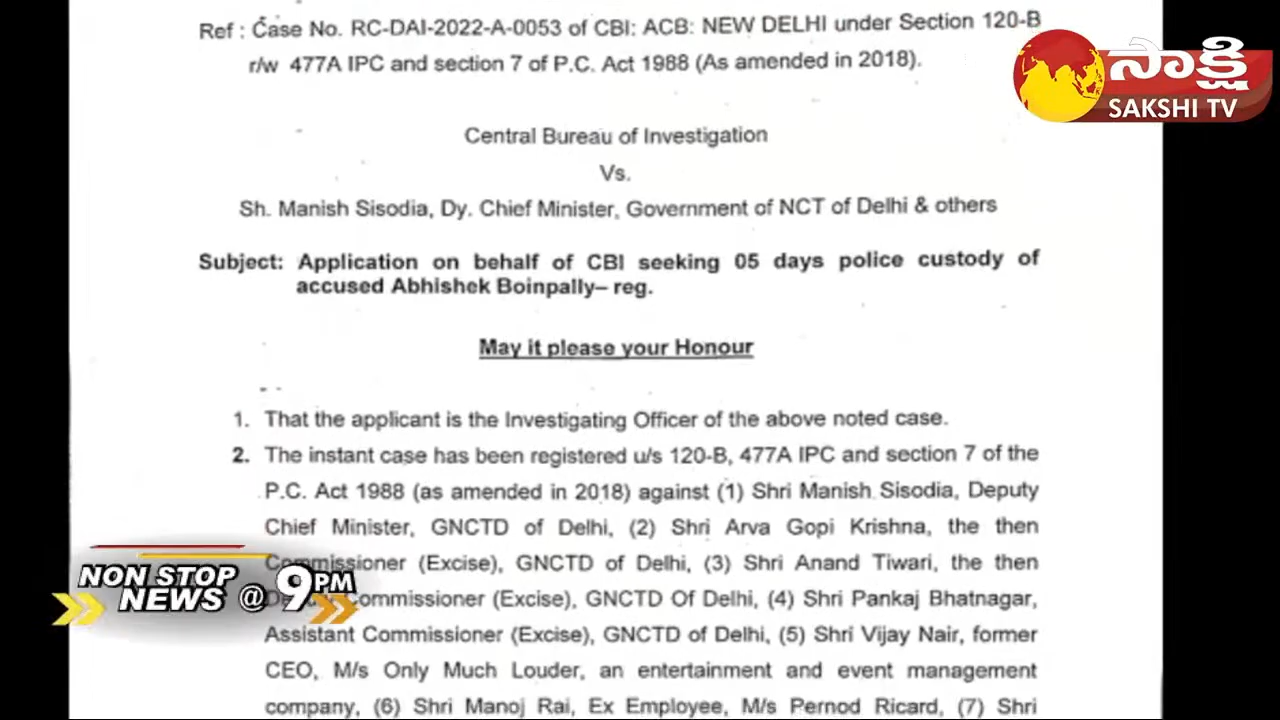 Ref : Case No. RC-DAI-2022-A-0053 of CBI: ACB: NEW DELHI under Section 120-B
r/w 477A IPC and section 7 of P.C. Act 1988 (As amended in 2018).
సాక్షి
SAKSHI TV
Central Bureau of Investigation
Vs.
Sh. Manish Sisodia, Dy. Chief Minister, Government of NCT of Delhi & others
Subject: Application on behalf of CBI seeking 05 days police custody of
accused Abhishek Boinpally– reg.
May it please your Honour
1. That the applicant is the Investigating Officer of the above noted case.
2. The instant case has been registered u/s 120-B, 477A IPC and section 7 of the
P.C. Act 1988 (as amended in 2018) against (1) Shri Manish Sisodia, Deputy
Chief Minister, GNCTD of Delhi, (2) Shri Arva Gopi Krishna, the then
Commissioner (Excise), GNCTD of Delhi, (3) Shri Anand Tiwari, the then
Commissioner (Excise), GNCTD Of Delhi, (4) Shri Pankaj Bhatnagar,
Assistant Commissioner (Excise), GNCTD of Delhi, (5) Shri Vijay Nair, former
CEO, M/s Only Much Louder, an entertainment and event management
company, (6) Shri Manoj Rai, Ex Employee, M/s Pernod Ricard, (7) Shri
NON STOP
NEWS @ 9PM